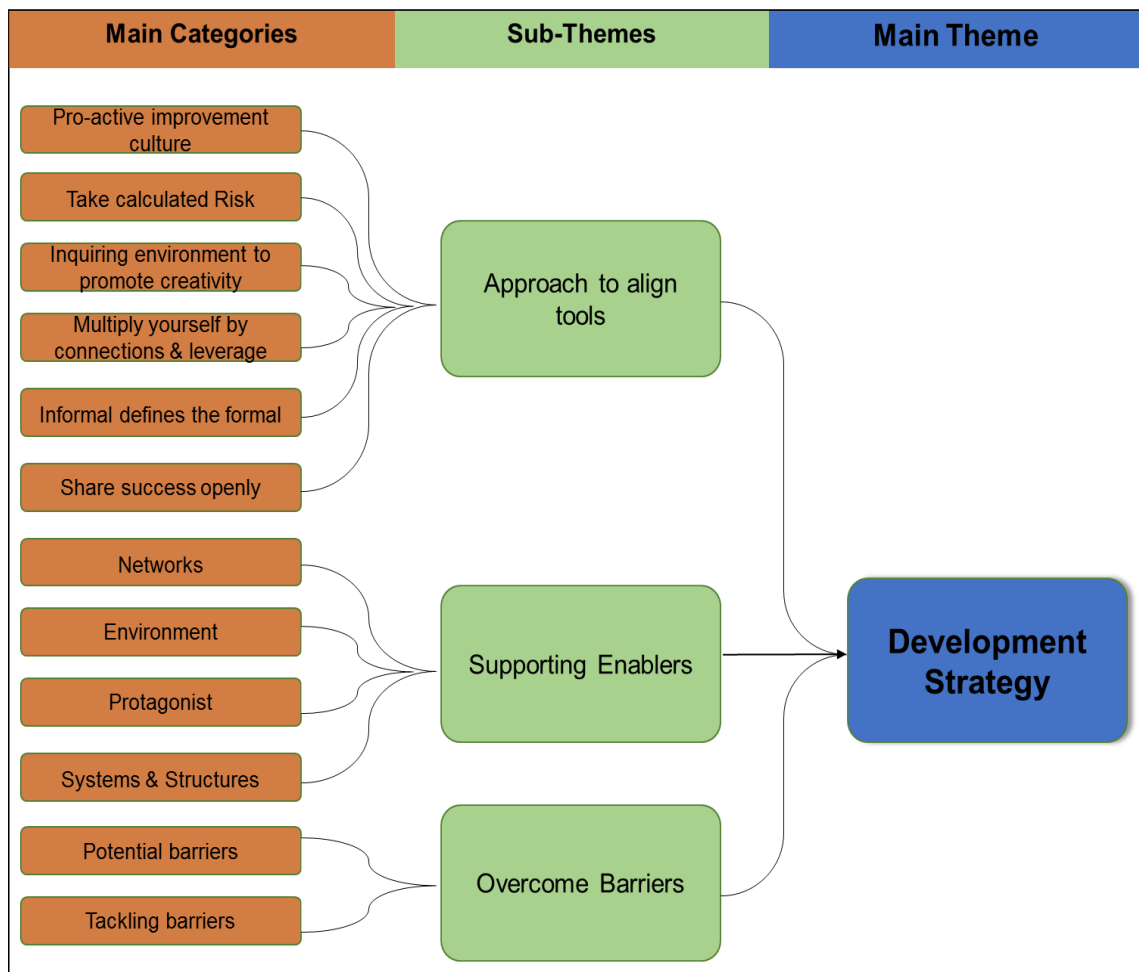 Main Categories
Sub-Themes
Main Theme
Pro-active improvement
culture
Take calculated Risk
Inquiring environment to
promote creativity
Multiply yourself by
connections & leverage
Informal defines the formal
Share success openly
Networks
Environment
Protagonist
Systems & Structures
Potential barriers
Tackling barriers
Approach to align
tools
Supporting Enablers
Overcome Barriers
Development
Strategy